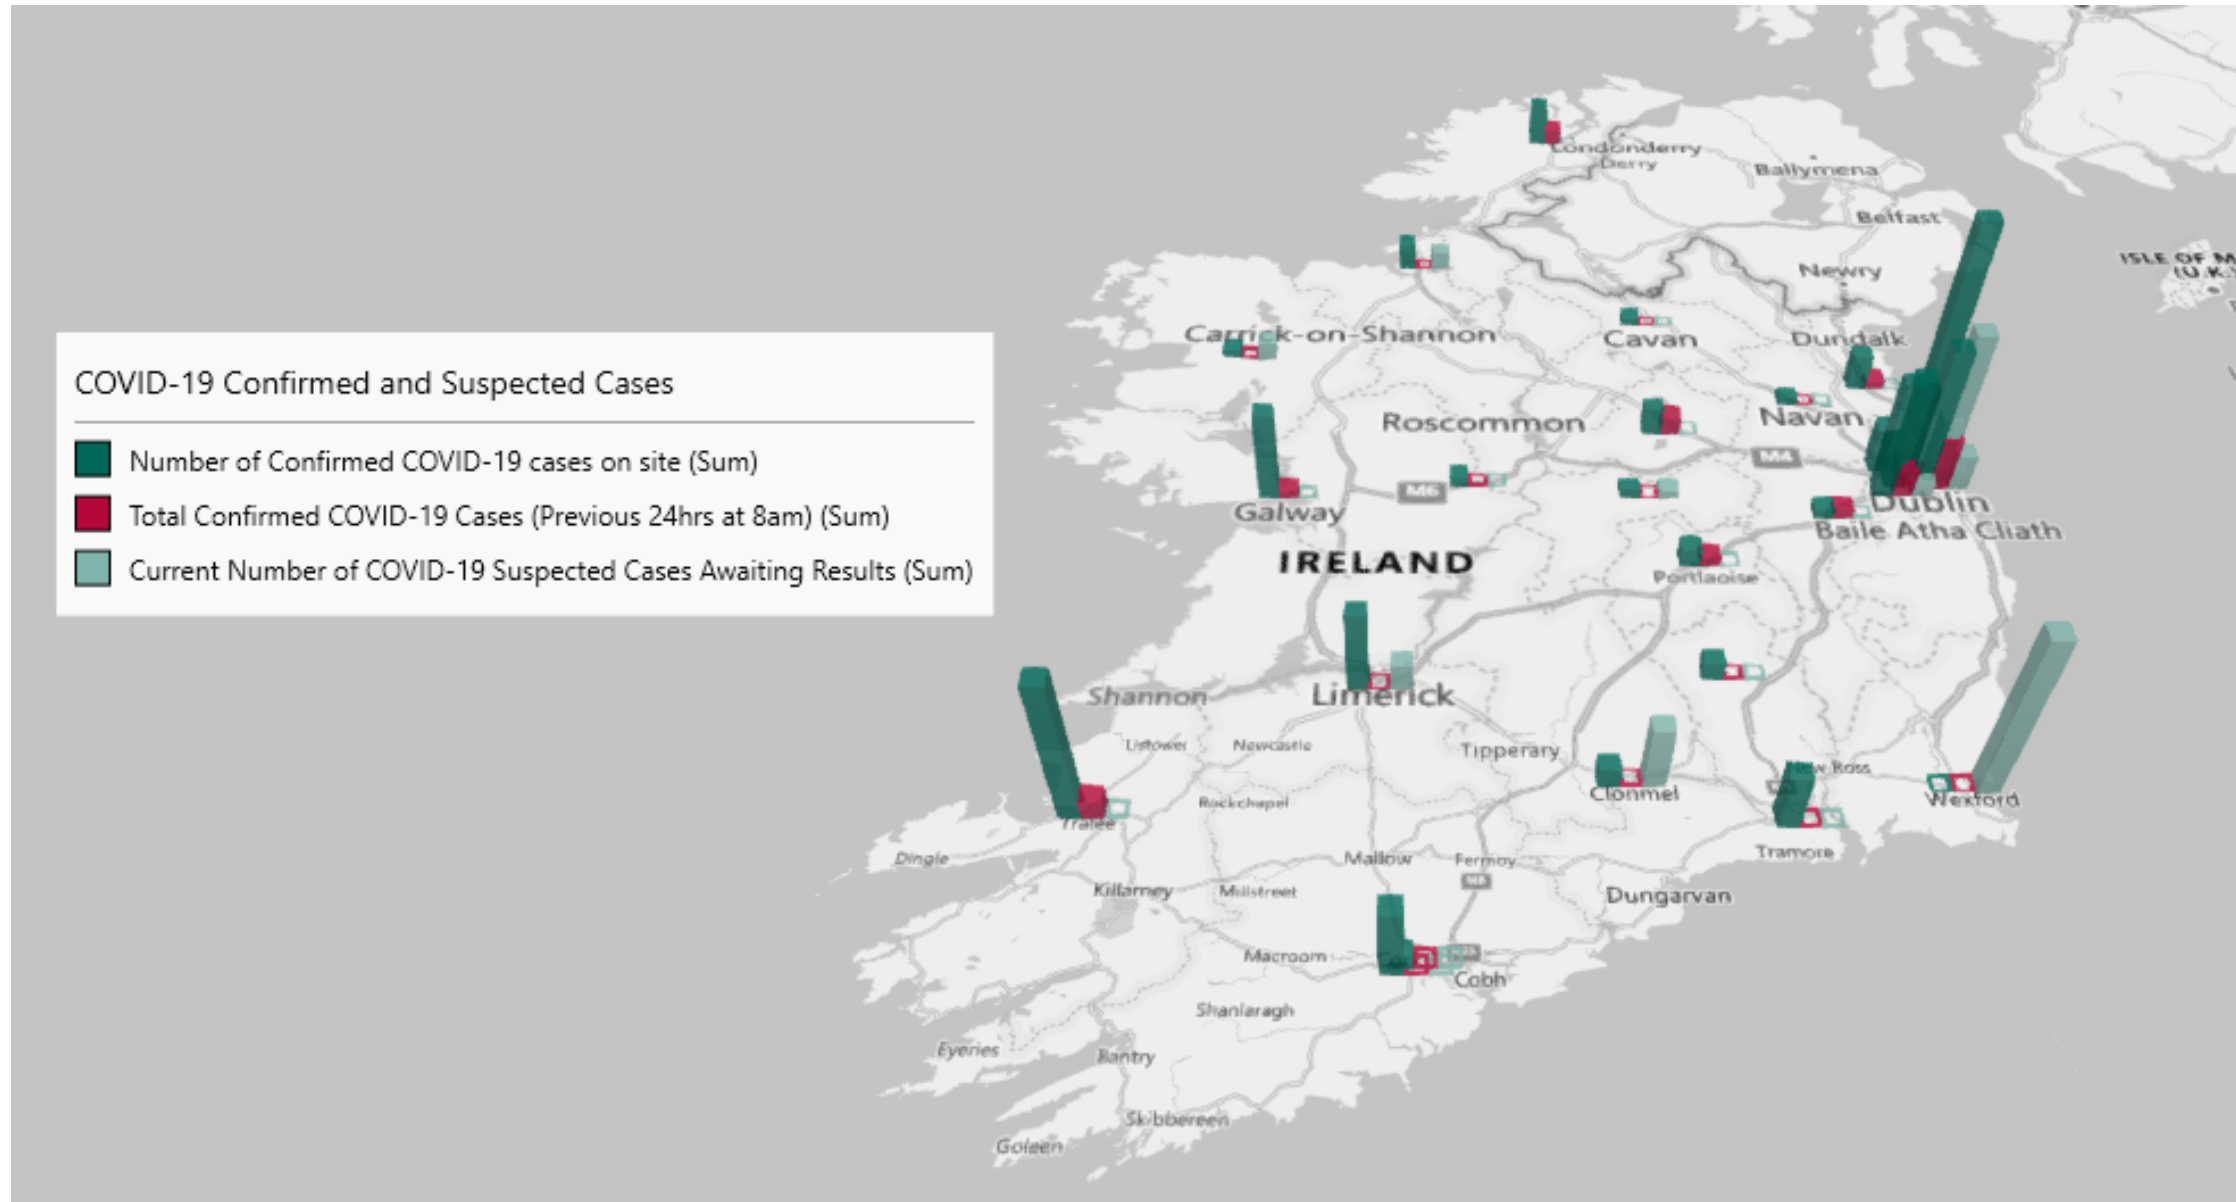 COVID-19 Confirmed and Suspected Cases
Number of Confirmed COVID-19 cases on site (Sum)
Total Confirmed COVID-19 Cases (Previous 24hrs at 8am) (Sum)
Current Number of COVID-19 Suspected Cases Awaiting Results (Sum)
Londonderry
Derry
Ballymena
Belfast
ISLE OF M
(U.K.
Newry
Carrick-on-Shannon
Cavan
Dundalk
Roscommon
Navan
M4
M6
Galway
Dublin
Baile Atha Cliath
IRELAND
Portlaoise
Shannon
Limerick
Listowel
Newcastle
Tipperary
New Ross
Clonmel
Wexford
Rockchapel
Tralee
Tramore
Dingle
Mallow
Fermoy
M8
Killarney
Millstreet
Dungarvan
Macroom
Cobh
Shanlaragh
Eyeries
Bantry
Skibbereen
Goleen